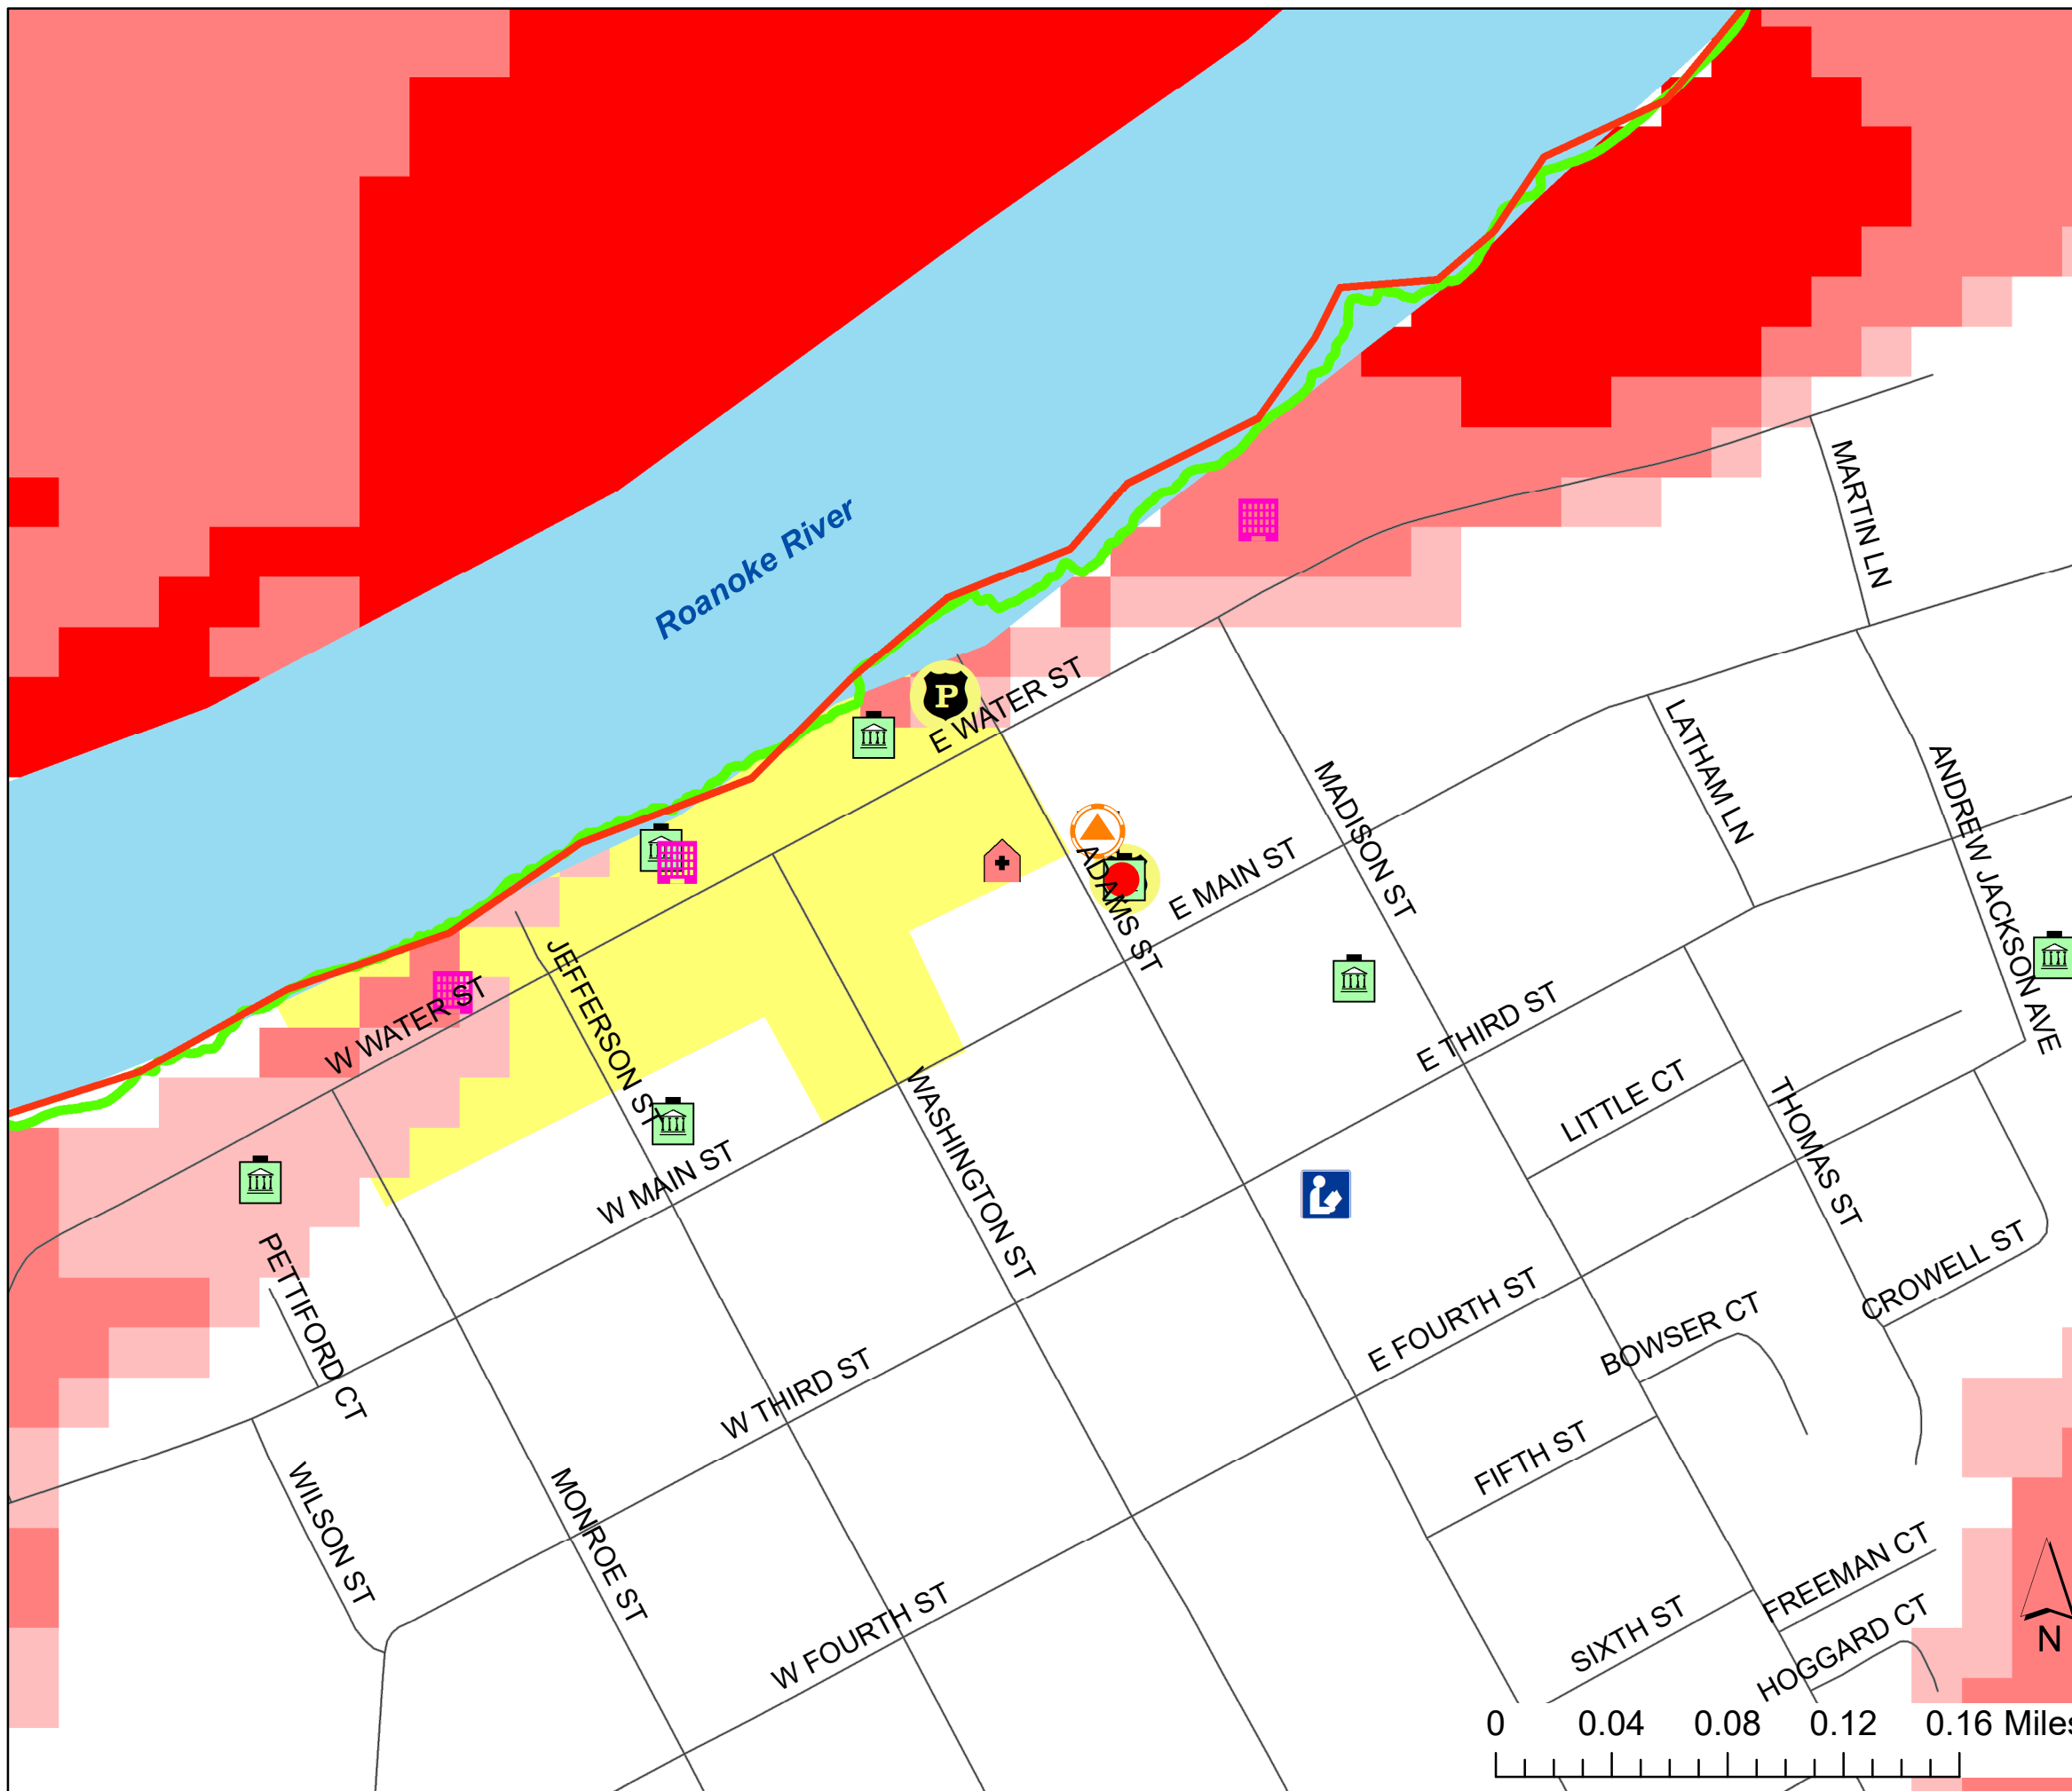 MARTIN LN
Roanoke River
P
E WATER ST
LATHAM LN
ANDREW JACKSON AVE
MADISON ST
ADAMS ST
E MAIN ST
JEFFERSON ST
W WATER ST
E THIRD ST
LITTLE CT
THOMAS ST
WASHINGTON ST
W MAIN ST
PETTIFORD CT
CROWELL ST
E FOURTH ST
BOWSER CT
W THIRD ST
FIFTH ST
WILSON ST
MONROE ST
FREEMAN CT
W FOURTH ST
SIXTH ST
HOGGARD CT
N
0 0.04 0.08 0.12 0.16 Miles